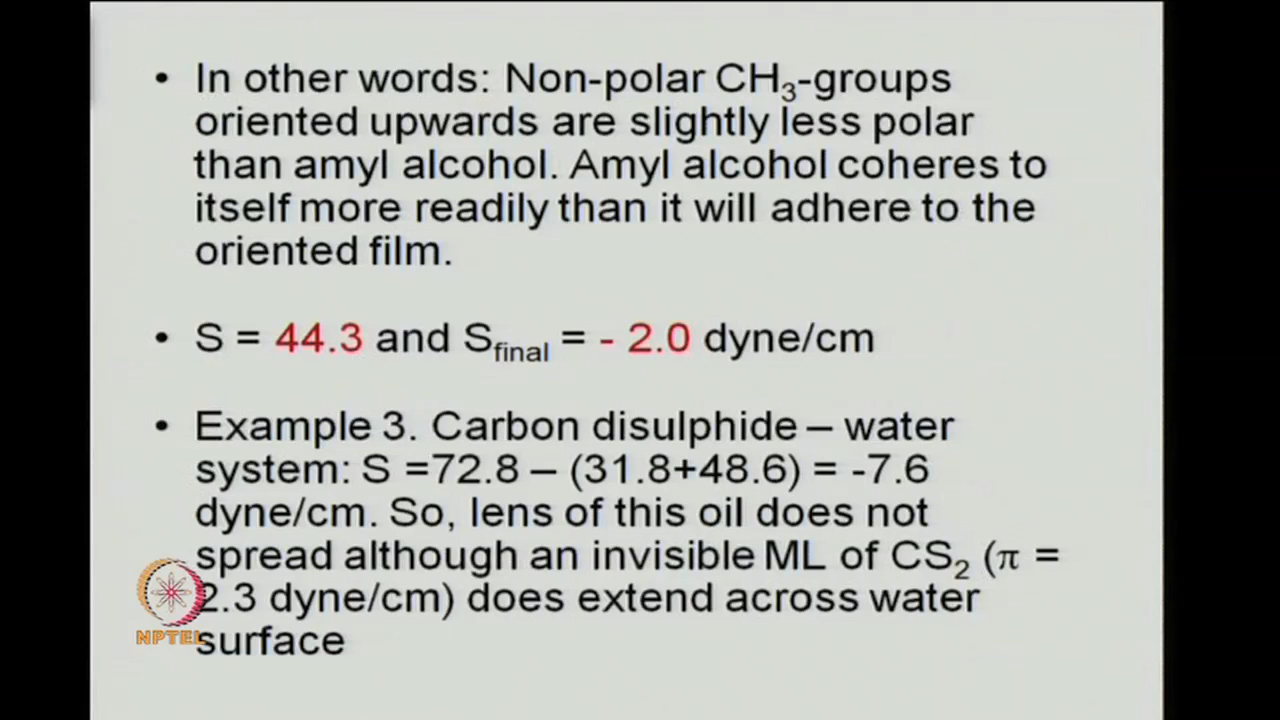 • In other words: Non-polar CH₃-groups
oriented upwards are slightly less polar
than amyl alcohol. Amyl alcohol coheres to
itself more readily than it will adhere to the
oriented film.
• S = 44.3 and S_final = - 2.0 dyne/cm
• Example 3. Carbon disulphide – water
system: S =72.8 – (31.8+48.6) = -7.6
dyne/cm. So, lens of this oil does not
spread although an invisible ML of CS₂ (π =
2.3 dyne/cm) does extend across water
surface
NPTEL